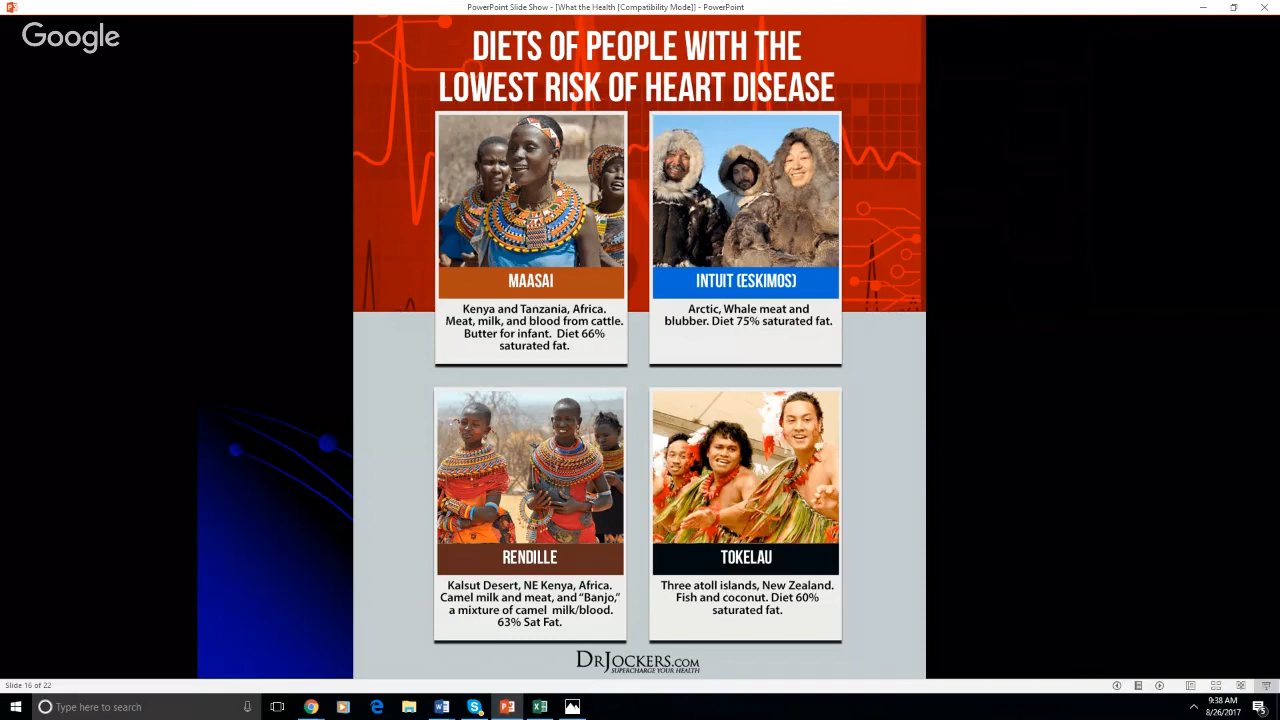 PowerPoint Slide Show - [What the Health [Compatibility Mode]] - PowerPoint
Google
DIETS OF PEOPLE WITH THE
LOWEST RISK OF HEART DISEASE
MAASAI
Kenya and Tanzania, Africa.
Meat, milk, and blood from cattle.
Butter for infant. Diet 66%
saturated fat.
INTUIT (ESKIMOS)
Arctic, Whale meat and
blubber. Diet 75% saturated fat.
RENDILLE
Kalsut Desert, NE Kenya, Africa.
Camel milk and meat, and “Banjo,”
a mixture of camel milk/blood.
63% Sat Fat.
TOKELAU
Three atoll islands, New Zealand.
Fish and coconut. Diet 60%
saturated fat.
DRJOCKERS.COM
SUPERCHARGE YOUR HEALTH
Slide 16 of 22
Type here to search
9:38 AM
8/26/2017
5